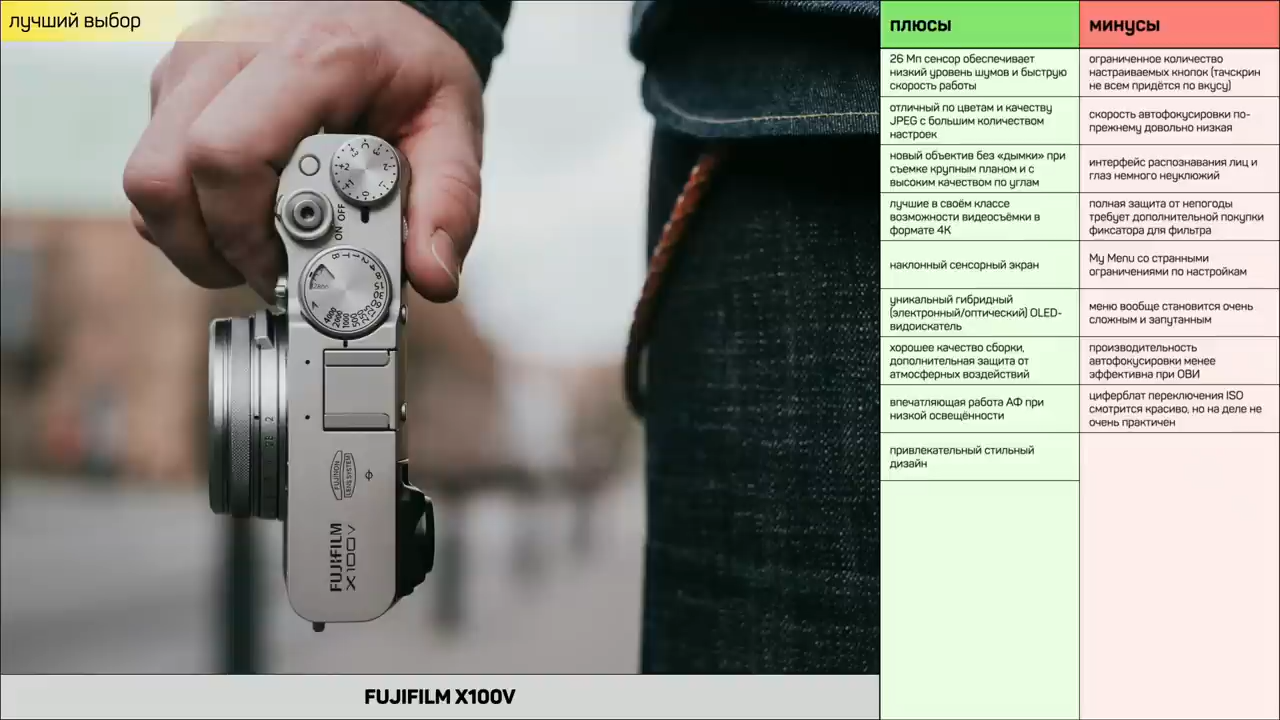 лучший выбор
плюсы
минусы
26 Мп сенсор обеспечивает
низкий уровень шумов и быструю
скорость работы
ограниченное количество
настраиваемых кнопок (тачскрин
не всем придётся по вкусу)
отличный по цветам и качеству
JPEG с большим количеством
настроек
скорость автофокусировки по-
прежнему довольно низкая
новый объектив без «дымки» при
съемке крупным планом и с
высоким качеством по углам
интерфейс распознавания лиц и
глаз немного неуклюжий
лучшие в своём классе
возможности видеосъёмки в
формате 4K
полная защита от непогоды
требует дополнительной покупки
фиксатора для фильтра
наклонный сенсорный экран
My Menu со странными
ограничениями по настройкам
уникальный гибридный
(электронный/оптический) OLED-
видоискатель
меню вообще становится очень
сложным и запутанным
хорошее качество сборки,
дополнительная защита от
атмосферных воздействий
производительность
автофокусировки менее
эффективна при ОВИ
впечатляющая работа АФ при
низкой освещённости
циферблат переключения ISO
смотрится красиво, но на деле не
очень практичен
привлекательный стильный
дизайн
ON OFF
FUJIFILM
X100V
FUJIFILM X100V